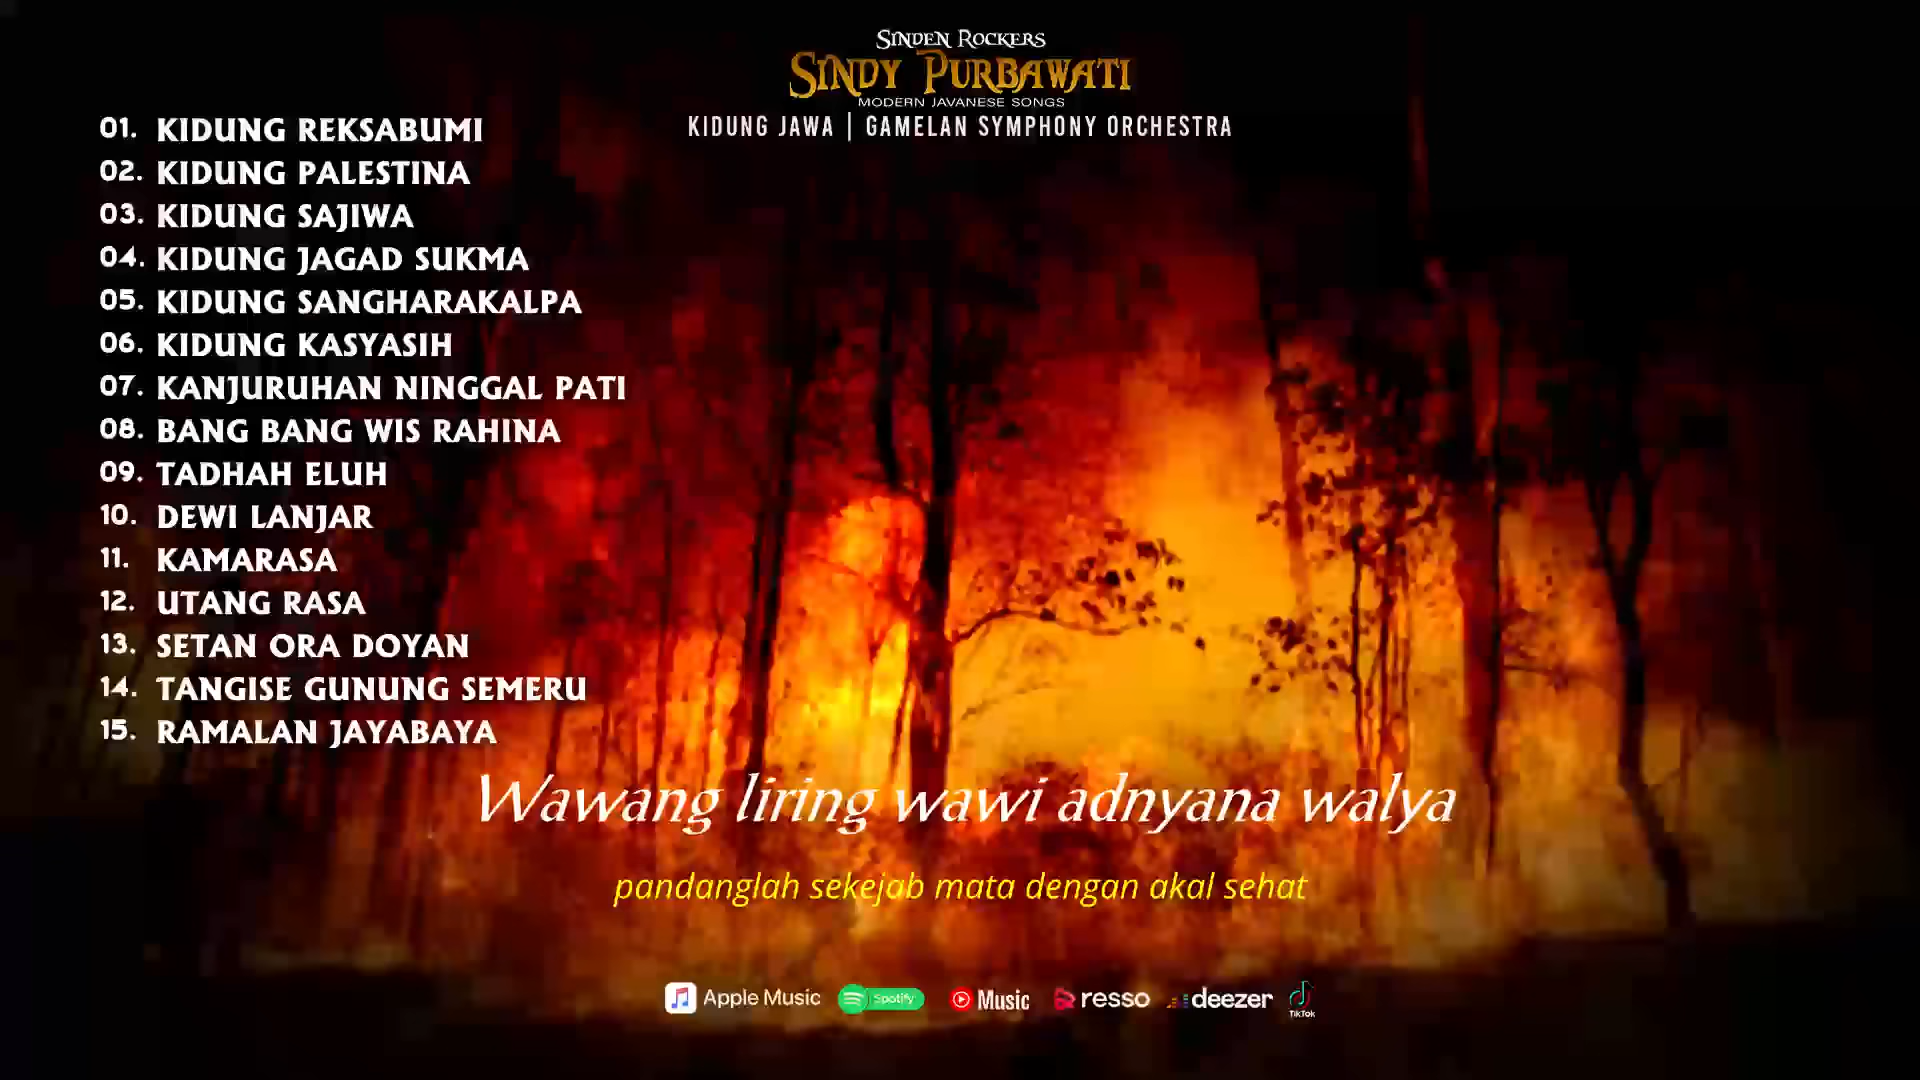 SINDEN ROCKERS
SINDY PURBAWATI
MODERN JAVANESE SONGS
KIDUNG JAWA | GAMELAN SYMPHONY ORCHESTRA
01. KIDUNG REKSABUMI
02. KIDUNG PALESTINA
03. KIDUNG SAJIWA
04. KIDUNG JAGAD SUKMA
05. KIDUNG SANGHARAKALPA
06. KIDUNG KASYASIH
07. KANJURUHAN NINGGAL PATI
08. BANG BANG WIS RAHINA
09. TADHAH ELUH
10. DEWI LANJAR
11. KAMARASA
12. UTANG RASA
13. SETAN ORA DOYAN
14. TANGISE GUNUNG SEMERU
15. RAMALAN JAYABAYA
Wawang liring wawi adnyana walya
pandanglah sekejab mata dengan akal sehat
Apple Music Spotify Music resso deezer TikTok